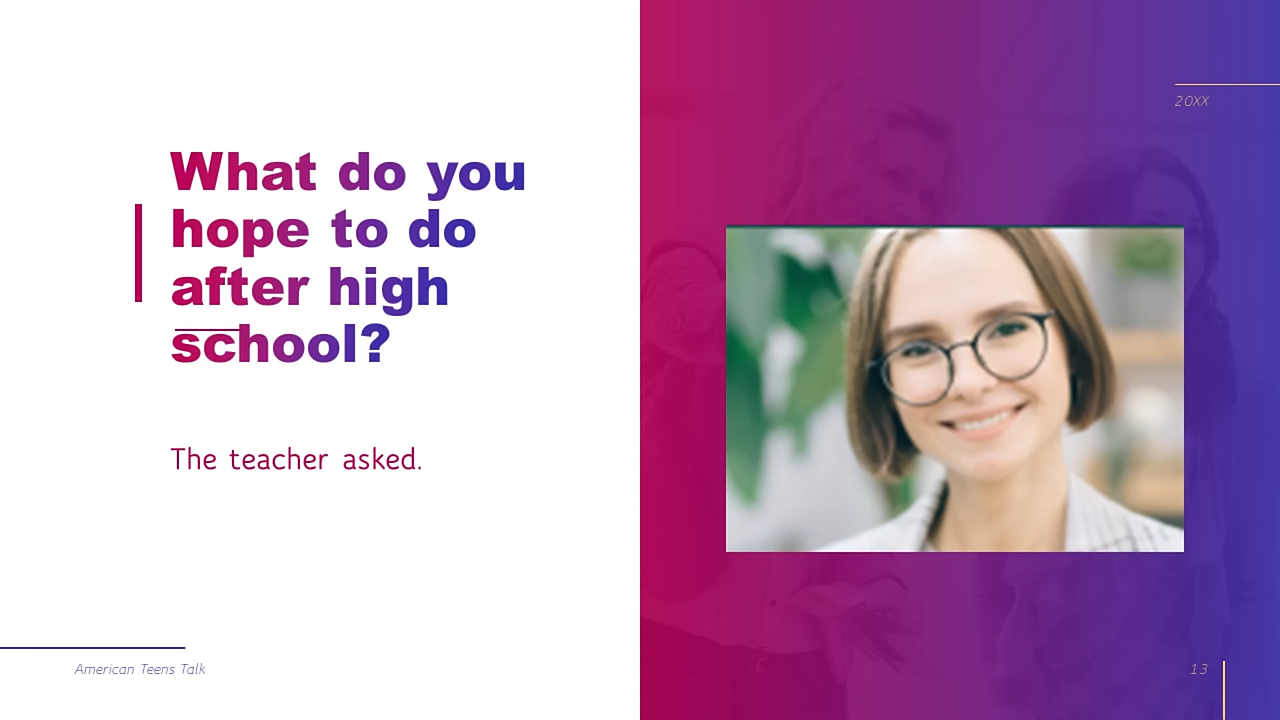 What do you
hope to do
after high
school?
The teacher asked.
20XX
American Teens Talk
13